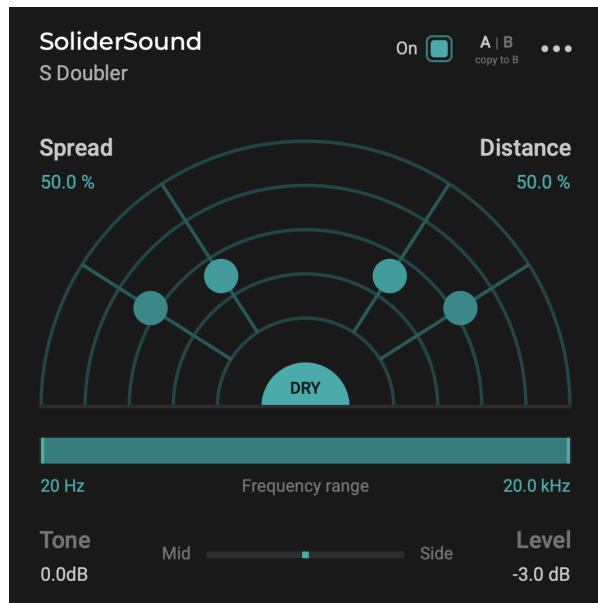 SoliderSound
On
A | B
copy to B
S Doubler
Spread
Distance
50.0 %
50.0 %
DRY
20 Hz
Frequency range
20.0 kHz
Tone
Mid
Side
Level
0.0dB
-3.0 dB